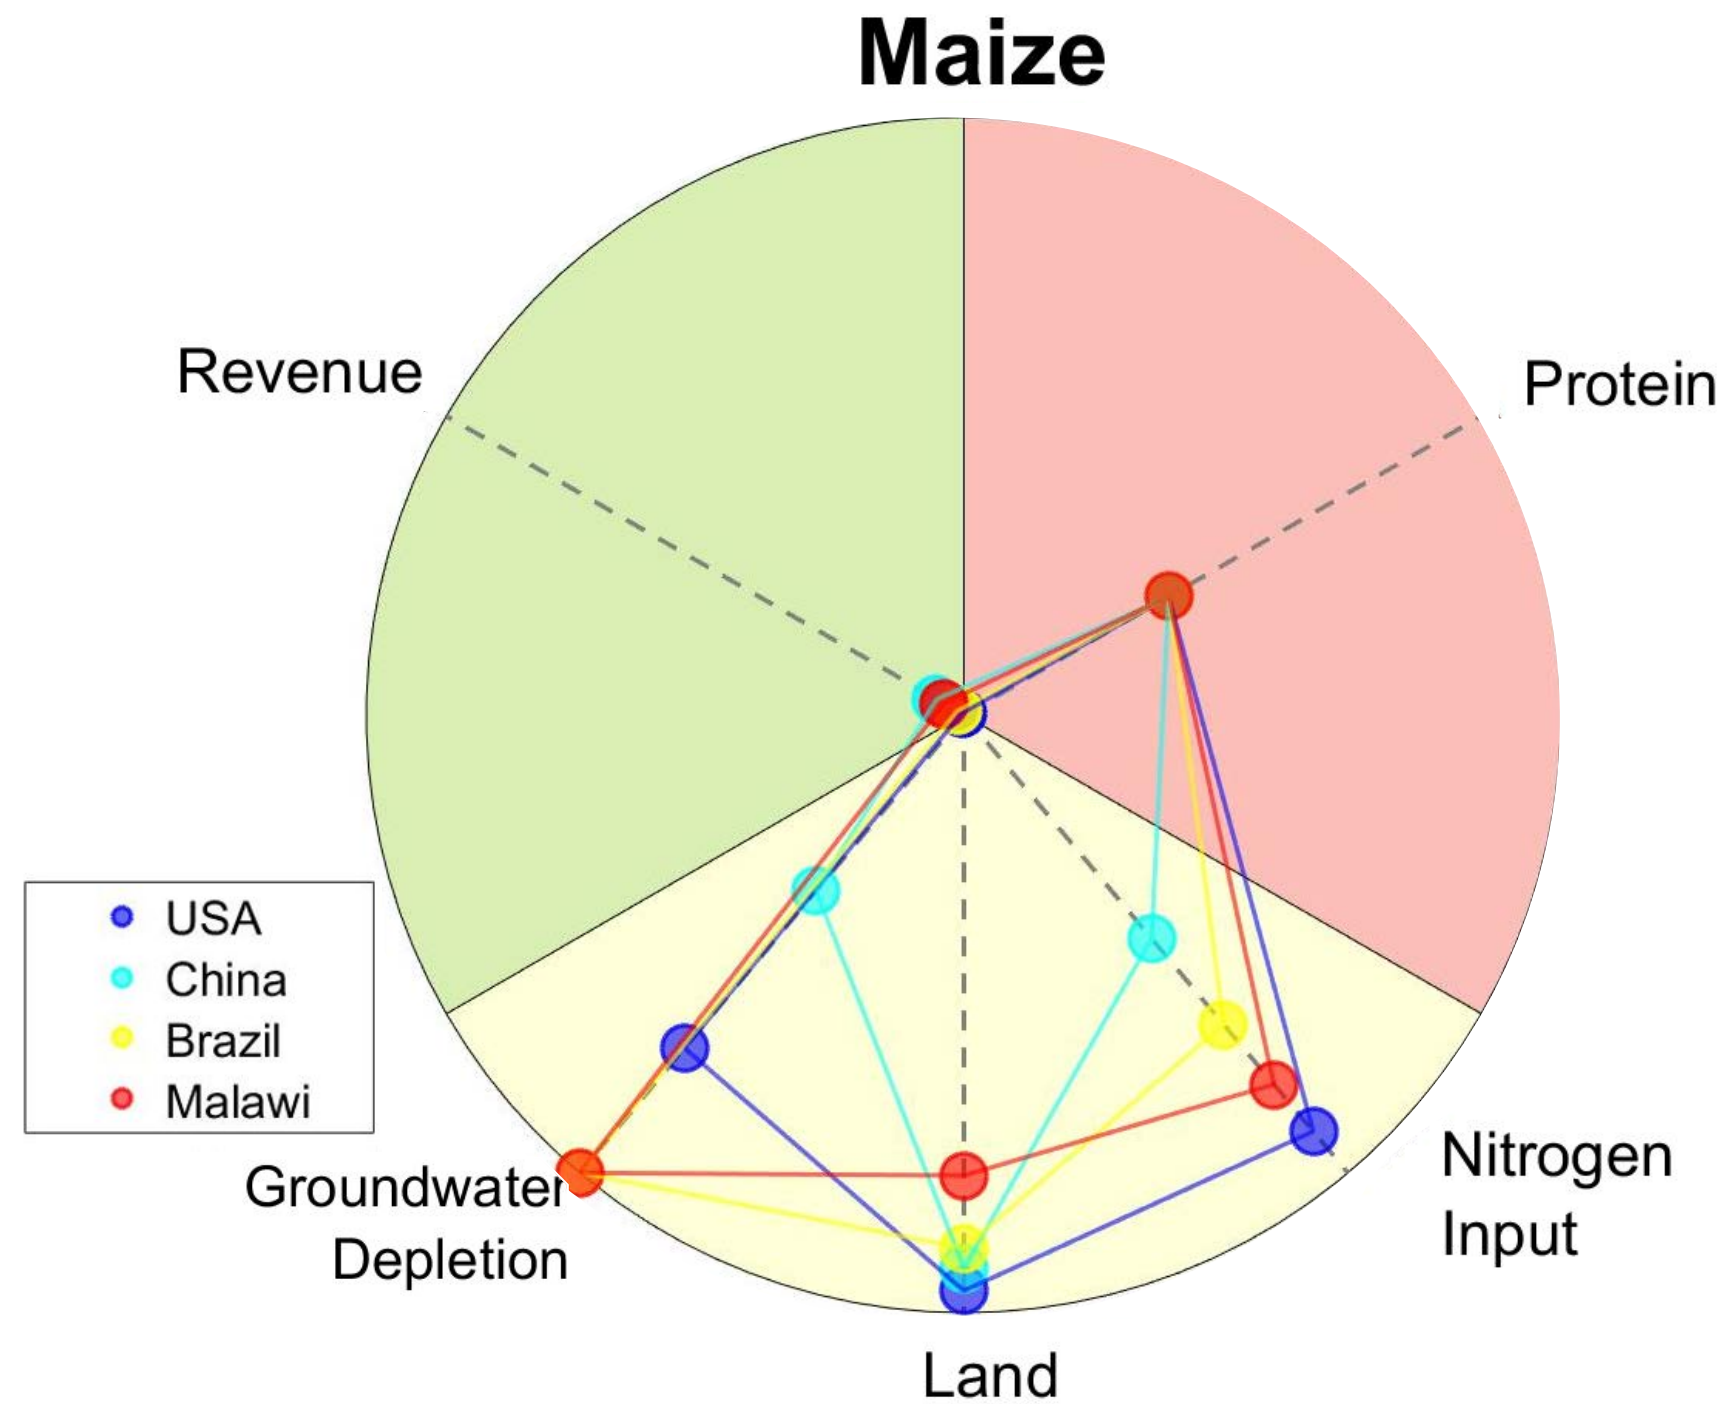 Maize
Revenue
Protein
USA
China
Brazil
Malawi
Groundwater
Depletion
Nitrogen
Input
Land